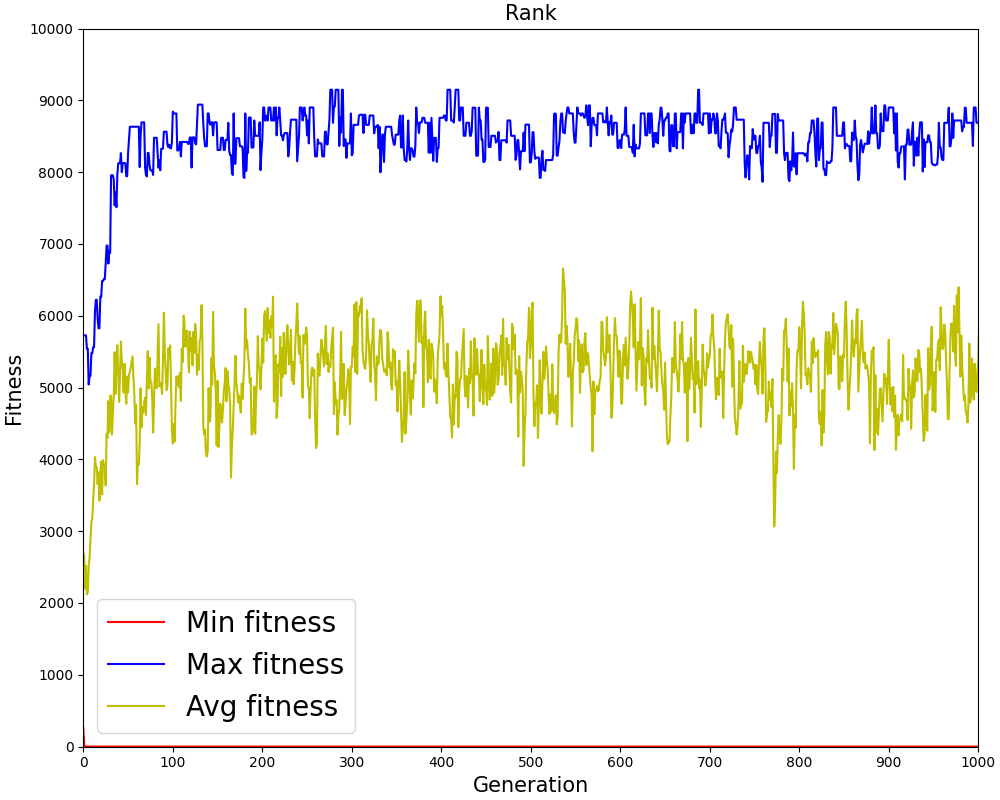 Rank
10000
9000
8000
7000
6000
5000
4000
3000
2000
1000
0
Fitness
Min fitness
Max fitness
Avg fitness
0 100 200 300 400 500 600 700 800 900 1000
Generation